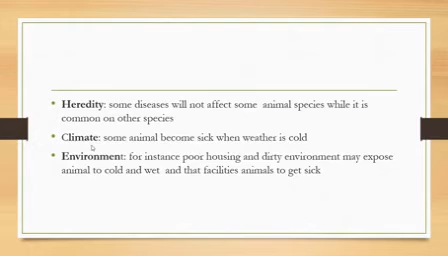 Heredity: some diseases will not affect some animal species while it is
common on other species
Climate: some animal become sick when weather is cold
Environment: for instance poor housing and dirty environment may expose
animal to cold and wet and that facilities animals to get sick